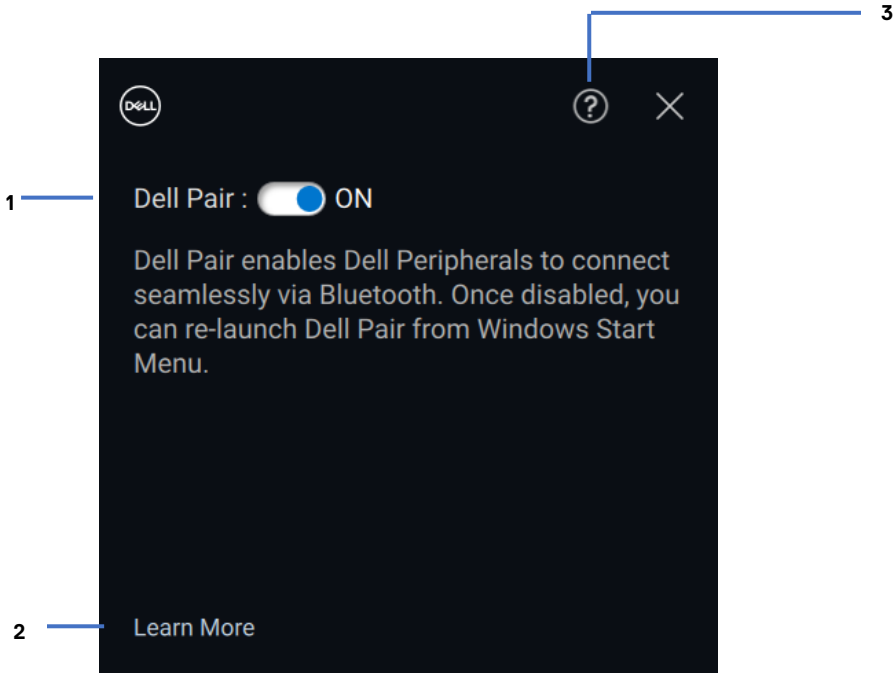 3
DELL
?
1
Dell Pair : ON
Dell Pair enables Dell Peripherals to connect
seamlessly via Bluetooth. Once disabled, you
can re-launch Dell Pair from Windows Start
Menu.
2
Learn More